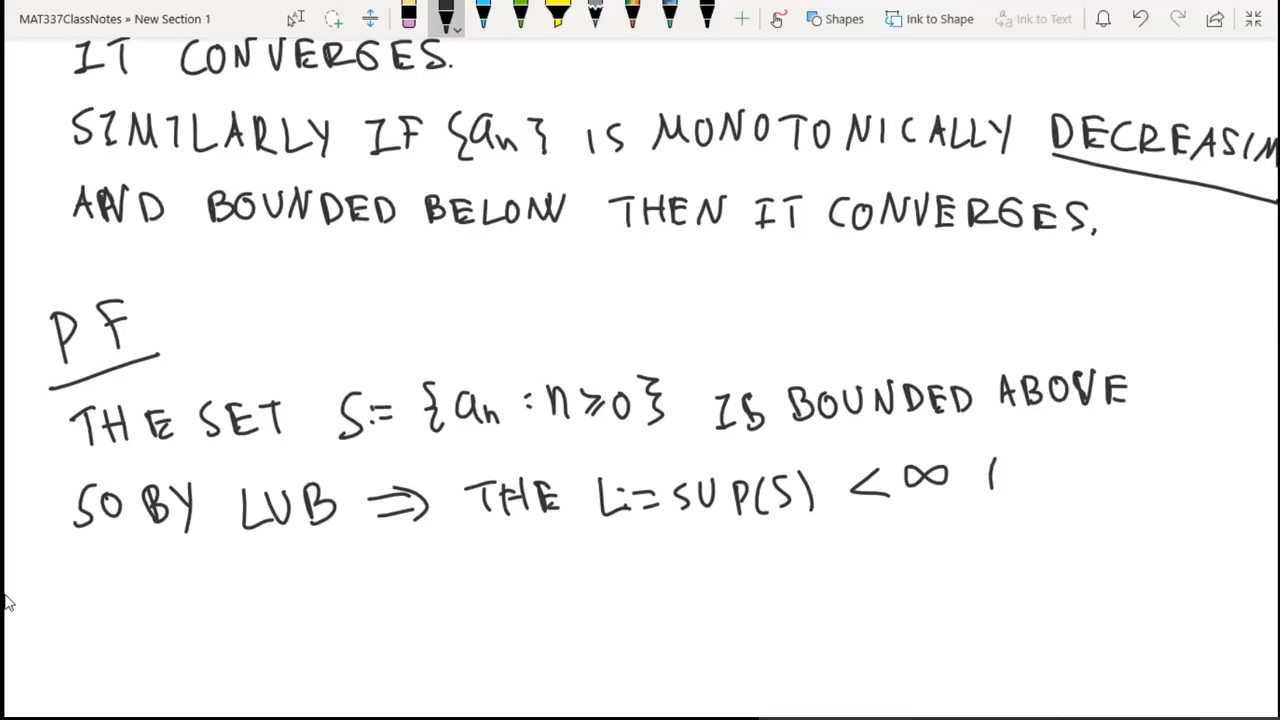 MAT337ClassNotes » New Section 1
Shapes
Ink to Shape
Ink to Text
IT CONVERGES.
SIMILARLY IF {an} IS MONOTONICALLY DECREASIN
AND BOUNDED BELOW THEN IT CONVERGES.
PF
THE SET S:= {an : n ≥ 0} IS BOUNDED ABOVE
SO BY LUB ⇒ THE L:= SUP(S) < ∞ (